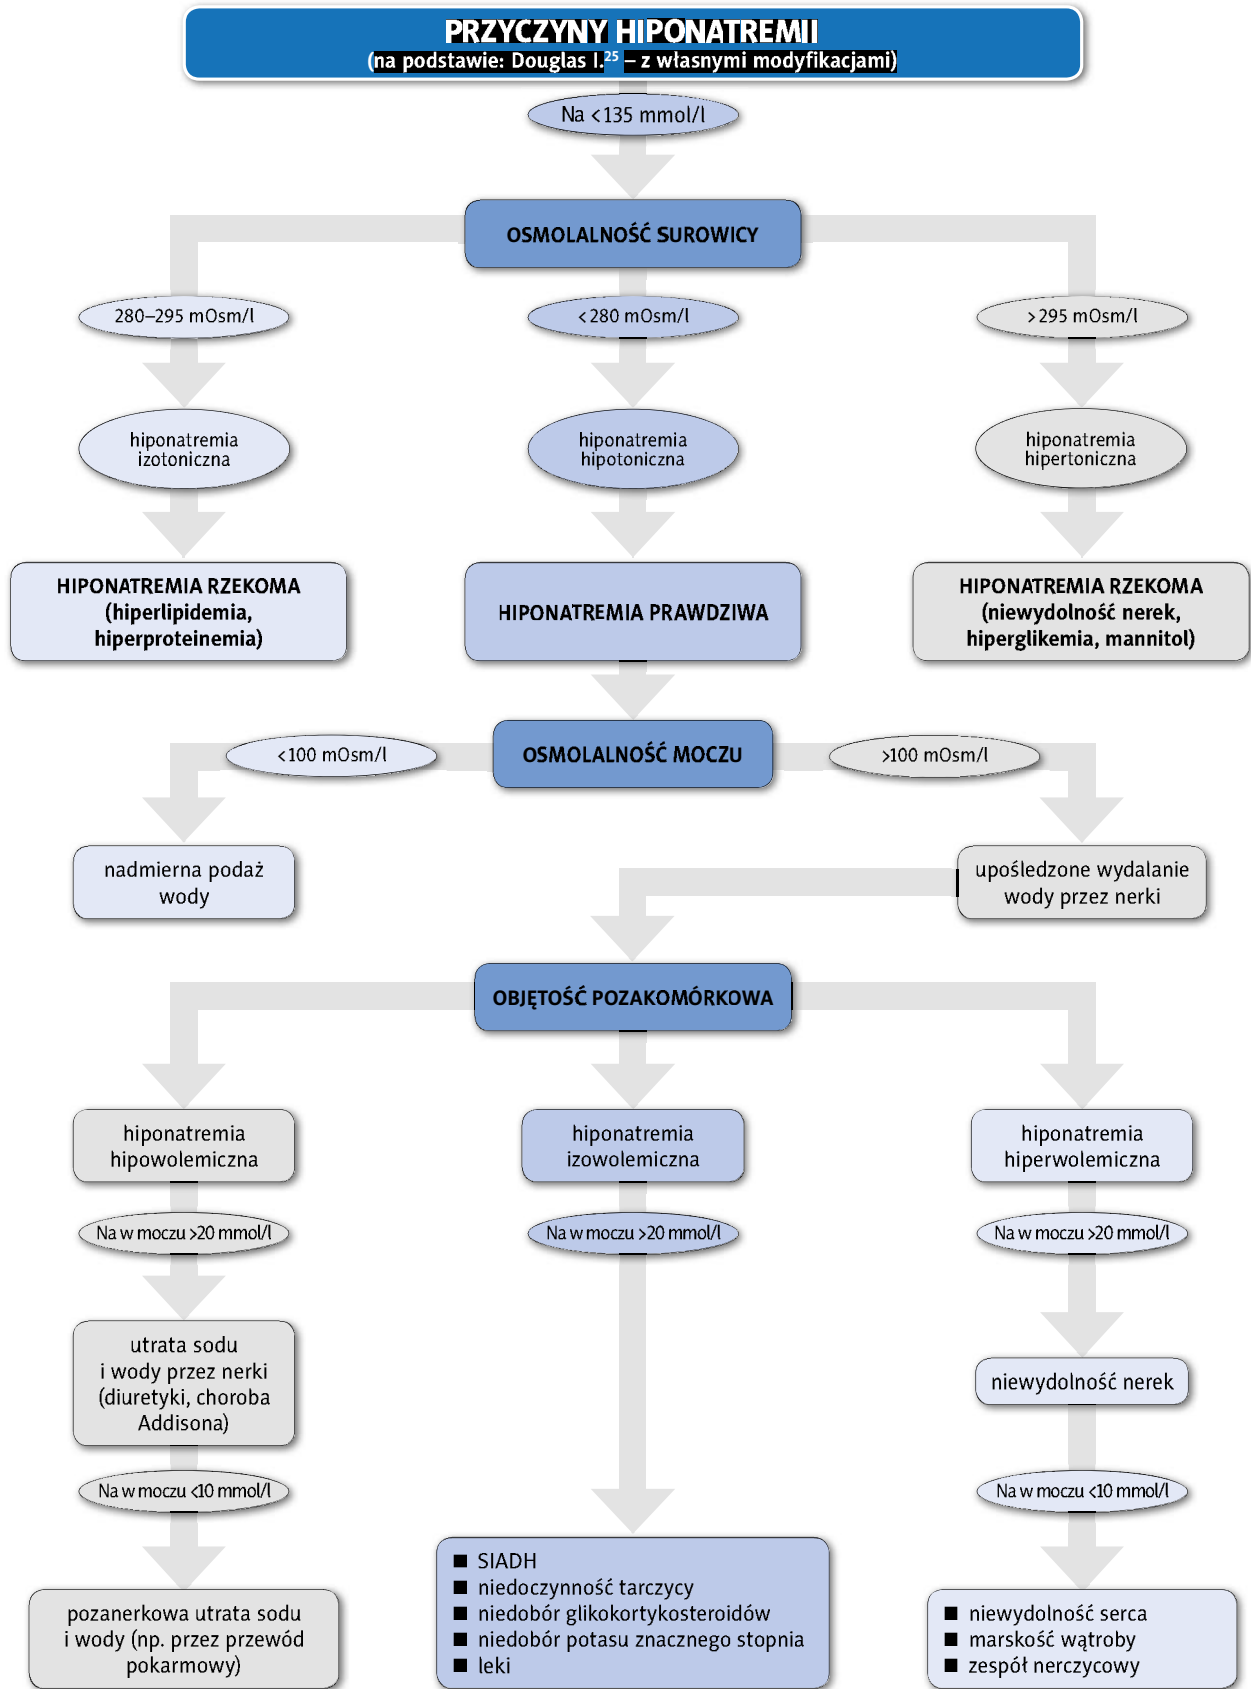 PRZYCZYNY HIPONATREMII
(na podstawie: Douglas I.²⁵ – z własnymi modyfikacjami)
Na <135 mmol/l
OSMOLALNOŚĆ SUROWICY
280–295 mOsm/l
<280 mOsm/l
>295 mOsm/l
hiponatremia
izotoniczna
hiponatremia
hipotoniczna
hiponatremia
hipertoniczna
HIPONATREMIA RZEKOMA
(hiperlipidemia,
hiperproteinemia)
HIPONATREMIA PRAWDZIWA
HIPONATREMIA RZEKOMA
(niewydolność nerek,
hiperglikemia, mannitol)
<100 mOsm/l
OSMOLALNOŚĆ MOCZU
>100 mOsm/l
nadmierna podaż
wody
upośledzone wydalanie
wody przez nerki
OBJĘTOŚĆ POZAKOMÓRKOWA
hiponatremia
hipowolemiczna
hiponatremia
izowolemiczna
hiponatremia
hiperwolemiczna
Na w moczu >20 mmol/l
Na w moczu >20 mmol/l
Na w moczu >20 mmol/l
utrata sodu
i wody przez nerki
(diuretyki, choroba
Addisona)
niewydolność nerek
Na w moczu <10 mmol/l
Na w moczu <10 mmol/l
pozanerkowa utrata sodu
i wody (np. przez przewód
pokarmowy)
■ SIADH
■ niedoczynność tarczycy
■ niedobór glikokortykosteroidów
■ niedobór potasu znacznego stopnia
■ leki
■ niewydolność serca
■ marskość wątroby
■ zespół nerczycowy